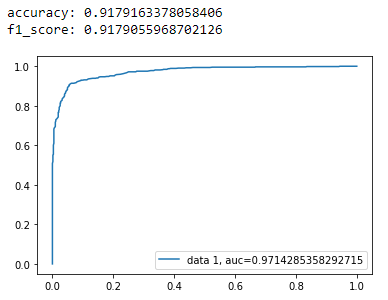 accuracy: 0.9179163378058406
f1_score: 0.9179055968702126
1.0
0.8
0.6
0.4
0.2
0.0
data 1, auc=0.9714285358292715
0.0 0.2 0.4 0.6 0.8 1.0